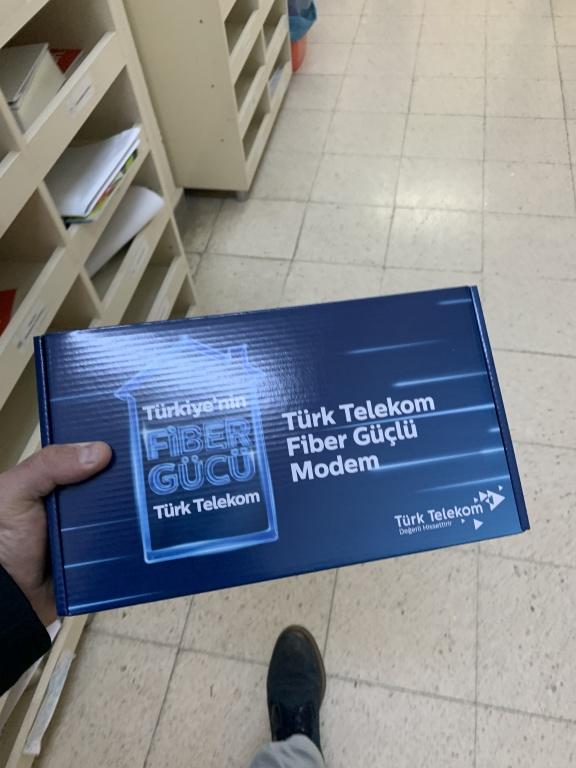 Türkiye'nin
FİBER
GÜCÜ
Türk Telekom
Türk Telekom
Fiber Güçlü
Modem
Türk Telekom
Değerli Hissettirir